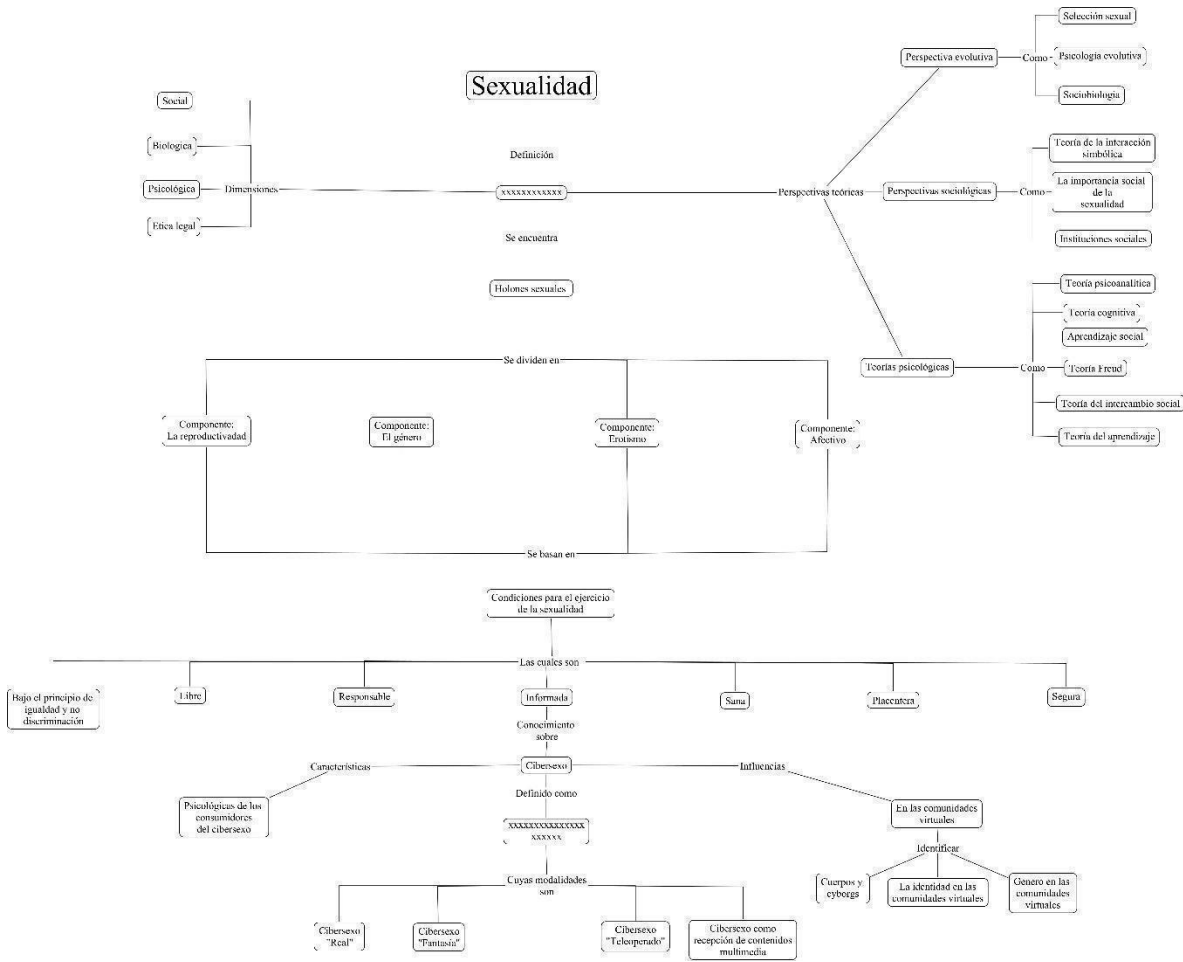 Sexualidad
Social
Biologica
Psicológica
Etica legal
Dimensiones
Definición
xxxxxxxxxxxx
Se encuentra
Holones sexuales
Perspectivas teóricas
Perspectiva evolutiva
Como
Selección sexual
Psicología evolutiva
Sociobiologia
Perspectivas sociológicas
Como
Teoría de la interacción
simbólica
La importancia social
de la
sexualidad
Instituciones sociales
Teorías psicológicas
Como
Teoría psicoanalítica
Teoría cognitiva
Aprendizaje social
Teoría Freud
Teoría del intercambio social
Teoría del aprendizaje
Se dividen en
Componente:
La reproductivadad
Componente:
El género
Componente:
Erotismo
Componente:
Afectivo
Se basan en
Condiciones para el ejercicio
de la sexualidad
Las cuales son
Bajo el principio de
igualdad y no
discriminación
Libre
Responsable
Informada
Sana
Placentera
Segura
Conocimiento
sobre
Características
Cibersexo
Influencias
Psicológicas de los
consumidores
del cibersexo
Definido como
xxxxxxxxxxxxxxx
xxxxxx
En las comunidades
virtuales
Identificar
Cuerpos y
cyborgs
La identidad en las
comunidades virtuales
Genero en las
comunidades
virtuales
Cuyas modalidades
son
Cibersexo
"Real"
Cibersexo
"Fantasía"
Cibersexo
"Teleoperado"
Cibersexo como
recepción de contenidos
multimedia